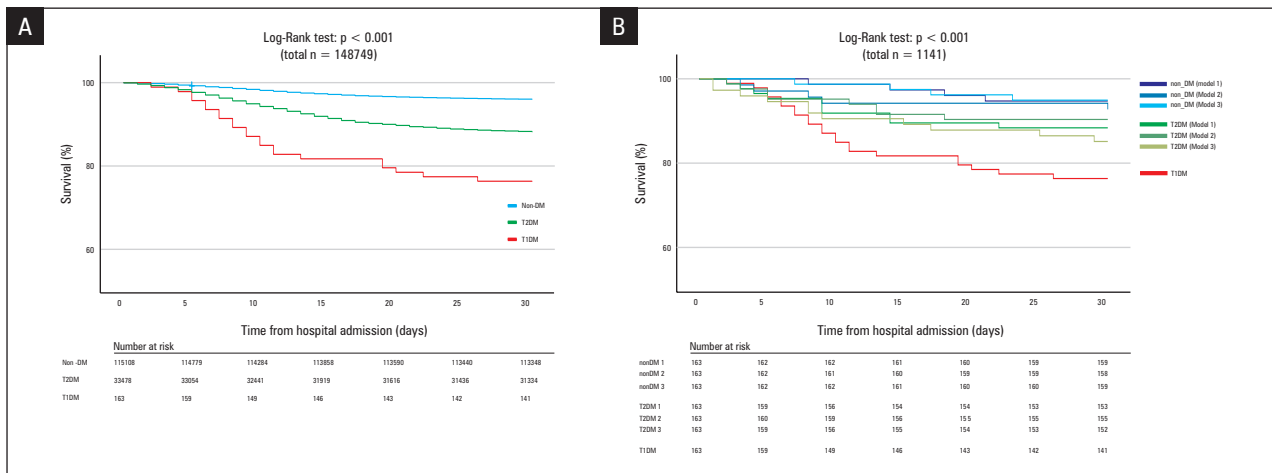 A
Log-Rank test: p < 0.001
(total n = 148749)
Survival (%)
100
80
60
Non-DM
T2DM
T1DM
0 5 10 15 20 25 30
Time from hospital admission (days)
Number at risk
Non -DM 115108 114779 114284 113858 113590 113440 113348
T2DM 33478 33054 32441 31919 31616 31436 31334
T1DM 163 159 149 146 143 142 141
B
Log-Rank test: p < 0.001
(total n = 1141)
Survival (%)
100
80
60
non_DM (model 1)
non_DM (Model 2)
non_DM (Model 3)
T2DM (Model 1)
T2DM (Model 2)
T2DM (Model 3)
T1DM
0 5 10 15 20 25 30
Time from hospital admission (days)
Number at risk
nonDM 1 163 162 162 161 160 159 159
nonDM 2 163 162 161 160 159 159 158
nonDM 3 163 162 162 161 160 160 159
T2DM 1 163 159 156 154 154 153 153
T2DM 2 163 160 159 156 155 155 155
T2DM 3 163 159 156 155 154 153 152
T1DM 163 159 149 146 143 142 141